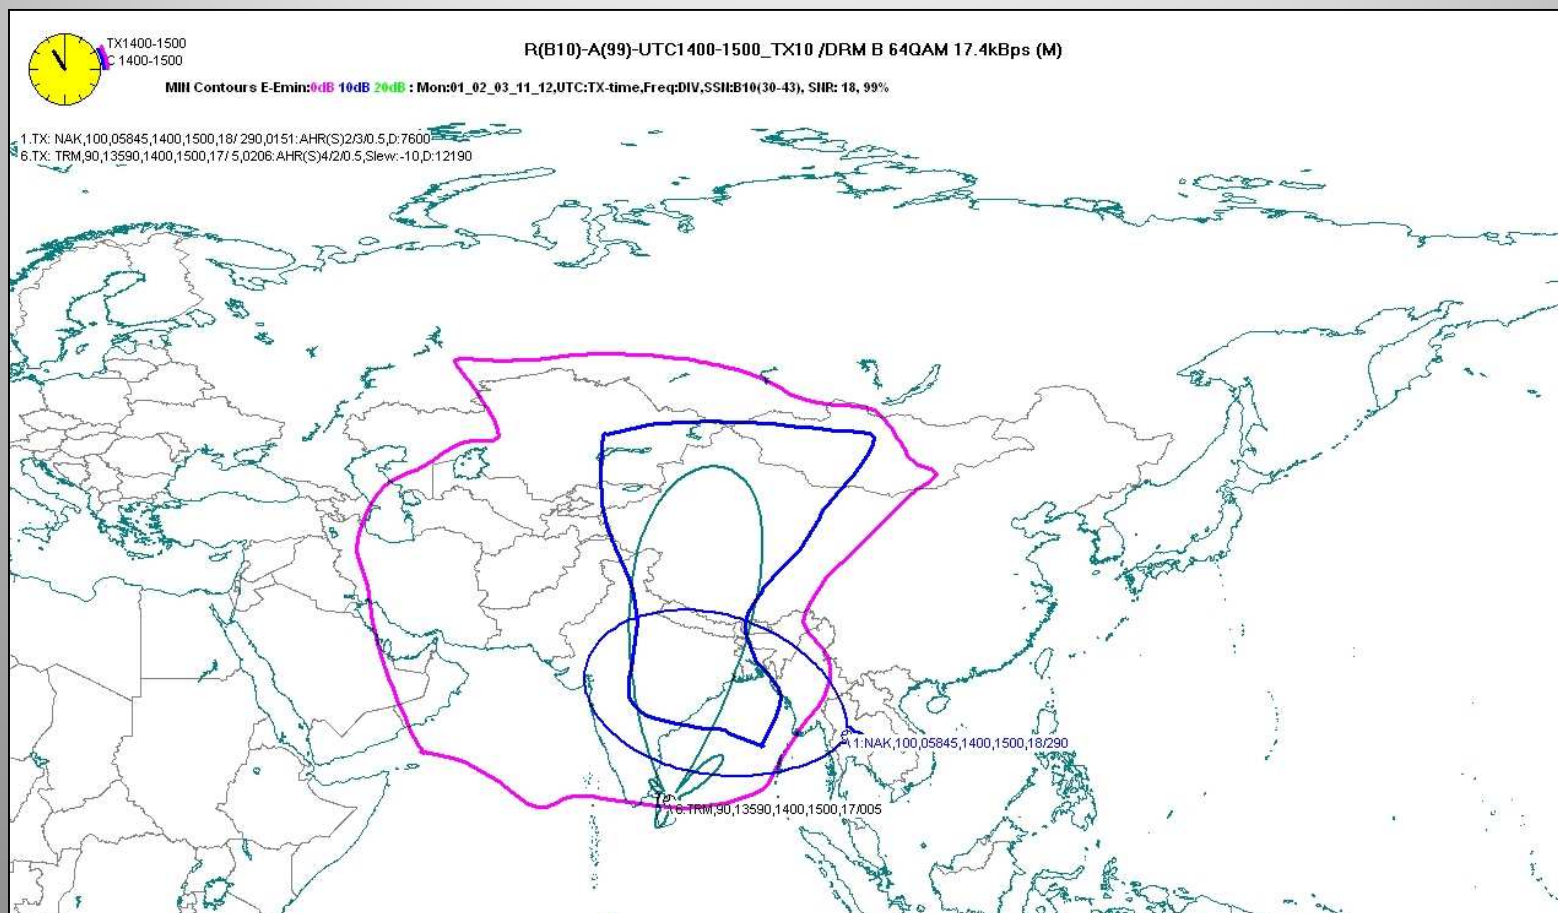 TX1400-1500
C 1400-1500
R(B10)-A(99)-UTC1400-1500_TX10 /DRM B 64QAM 17.4kBps (M)
MIN Contours E-Emin:0dB 10dB 20dB : Mon:01_02_03_11_12,UTC:TX-time,Freq:DIV,SSN:B10(30-43), SNR: 18, 99%
1.TX: NAK,100,05845,1400,1500,18/ 290,0151:AHR(S)2/3/0.5,D:7600
6.TX: TRM,90,13590,1400,1500,17/ 5,0206:AHR(S)4/2/0.5,Slew:-10,D:12190
1:NAK,100,05845,1400,1500,18/290
6:TRM,90,13590,1400,1500,17/005